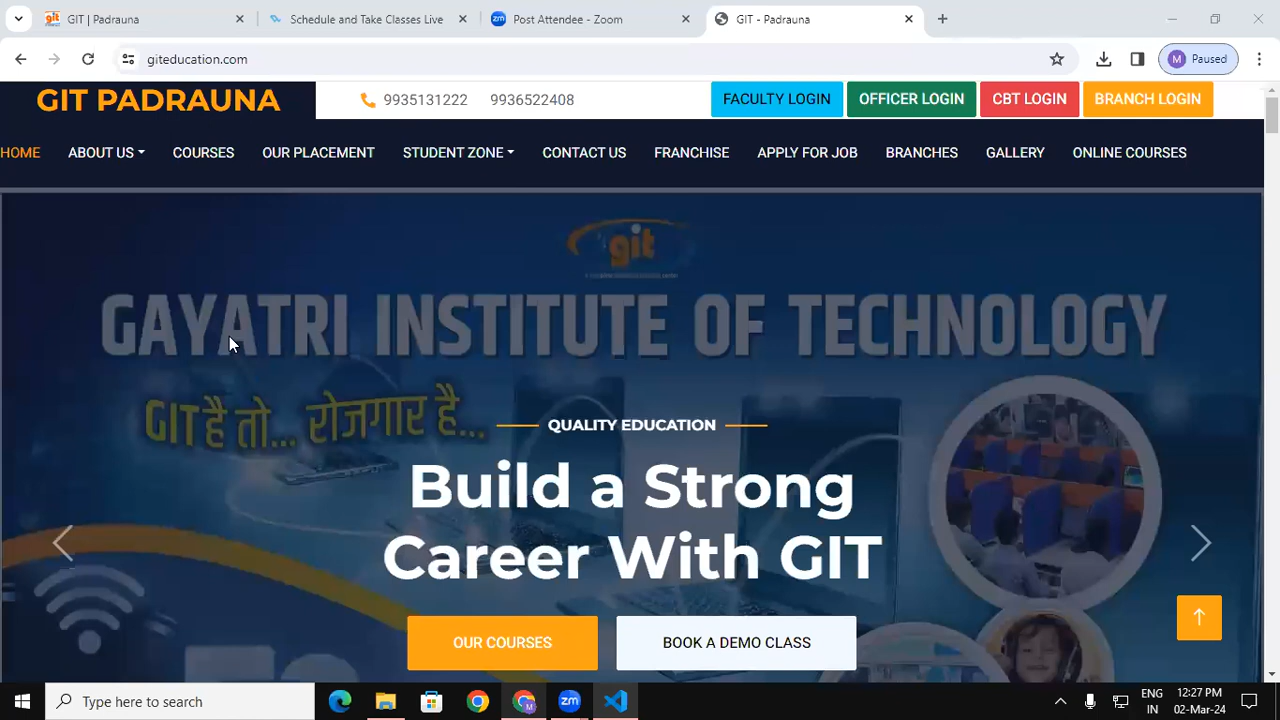 GIT | Padrauna
Schedule and Take Classes Live
Post Attendee - Zoom
GIT - Padrauna
giteducation.com
M Paused
GIT PADRAUNA
9935131222 9936522408
FACULTY LOGIN
OFFICER LOGIN
CBT LOGIN
BRANCH LOGIN
HOME ABOUT US COURSES OUR PLACEMENT STUDENT ZONE CONTACT US FRANCHISE APPLY FOR JOB BRANCHES GALLERY ONLINE COURSES
git
GAYATRI INSTITUTE OF TECHNOLOGY
GIT है तो... रोजगार है...
QUALITY EDUCATION
Build a Strong
Career With GIT
OUR COURSES
BOOK A DEMO CLASS
Type here to search
zm
ENG
IN
12:27 PM
02-Mar-24